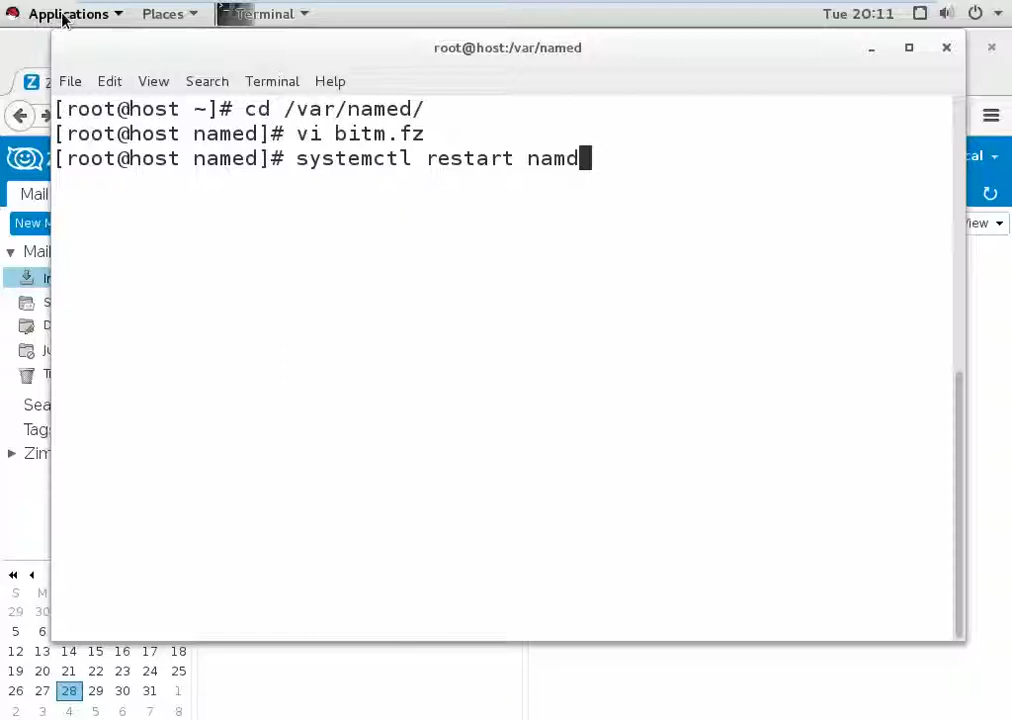 Applications Places Terminal Tue 20:11
root@host:/var/named
File Edit View Search Terminal Help
[root@host ~]# cd /var/named/
[root@host named]# vi bitm.fz
[root@host named]# systemctl restart namd
Z
cal
Mail
New M
iew
Mail
In
S
D
Ju
T
Sea
Tags
Zim
S M
29 30
5 6
12 13 14 15 16 17 18
19 20 21 22 23 24 25
26 27 28 29 30 31 1
2 3 4 5 6 7 8